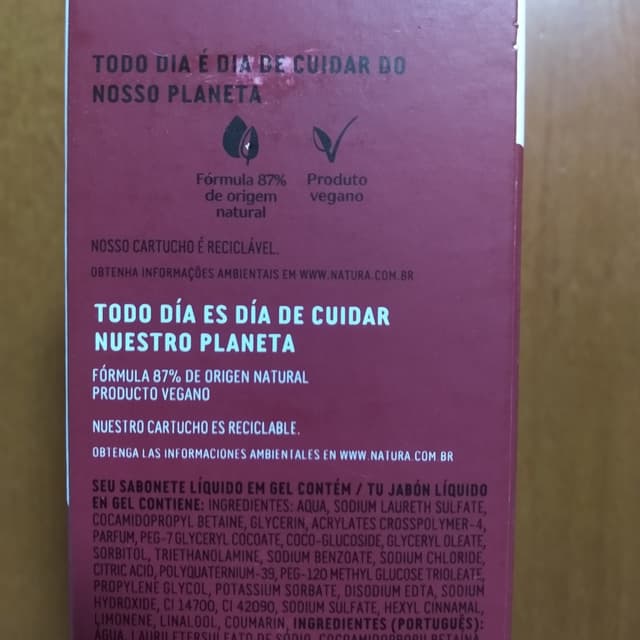 TODO DIA É DIA DE CUIDAR DO
NOSSO PLANETA
Fórmula 87%
de origem
natural
Produto
vegano
NOSSO CARTUCHO É RECICLÁVEL.
OBTENHA INFORMAÇÕES AMBIENTAIS EM WWW.NATURA.COM.BR
TODO DÍA ES DÍA DE CUIDAR
NUESTRO PLANETA
FÓRMULA 87% DE ORIGEN NATURAL
PRODUCTO VEGANO
NUESTRO CARTUCHO ES RECICLABLE.
OBTENGA LAS INFORMACIONES AMBIENTALES EN WWW.NATURA.COM.BR
SEU SABONETE LÍQUIDO EM GEL CONTÉM / TU JABÓN LÍQUIDO
EN GEL CONTIENE: INGREDIENTES: AQUA, SODIUM LAURETH SULFATE,
COCAMIDOPROPYL BETAINE, GLYCERIN, ACRYLATES CROSSPOLYMER-4,
PARFUM, PEG-7 GLYCERYL COCOATE, COCO-GLUCOSIDE, GLYCERYL OLEATE,
SORBITOL, TRIETHANOLAMINE, SODIUM BENZOATE, SODIUM CHLORIDE,
CITRIC ACID, POLYQUATERNIUM-39, PEG-120 METHYL GLUCOSE TRIOLEATE,
PROPYLENE GLYCOL, POTASSIUM SORBATE, DISODIUM EDTA, SODIUM
HYDROXIDE, CI 14700, CI 42090, SODIUM SULFATE, HEXYL CINNAMAL,
LIMONENE, LINALOOL, COUMARIN, INGREDIENTES (PORTUGUÊS):
ÁGUA, LAURILETERSULFATO DE SÓDIO, COCOAMIDOPROPILBETAÍNA